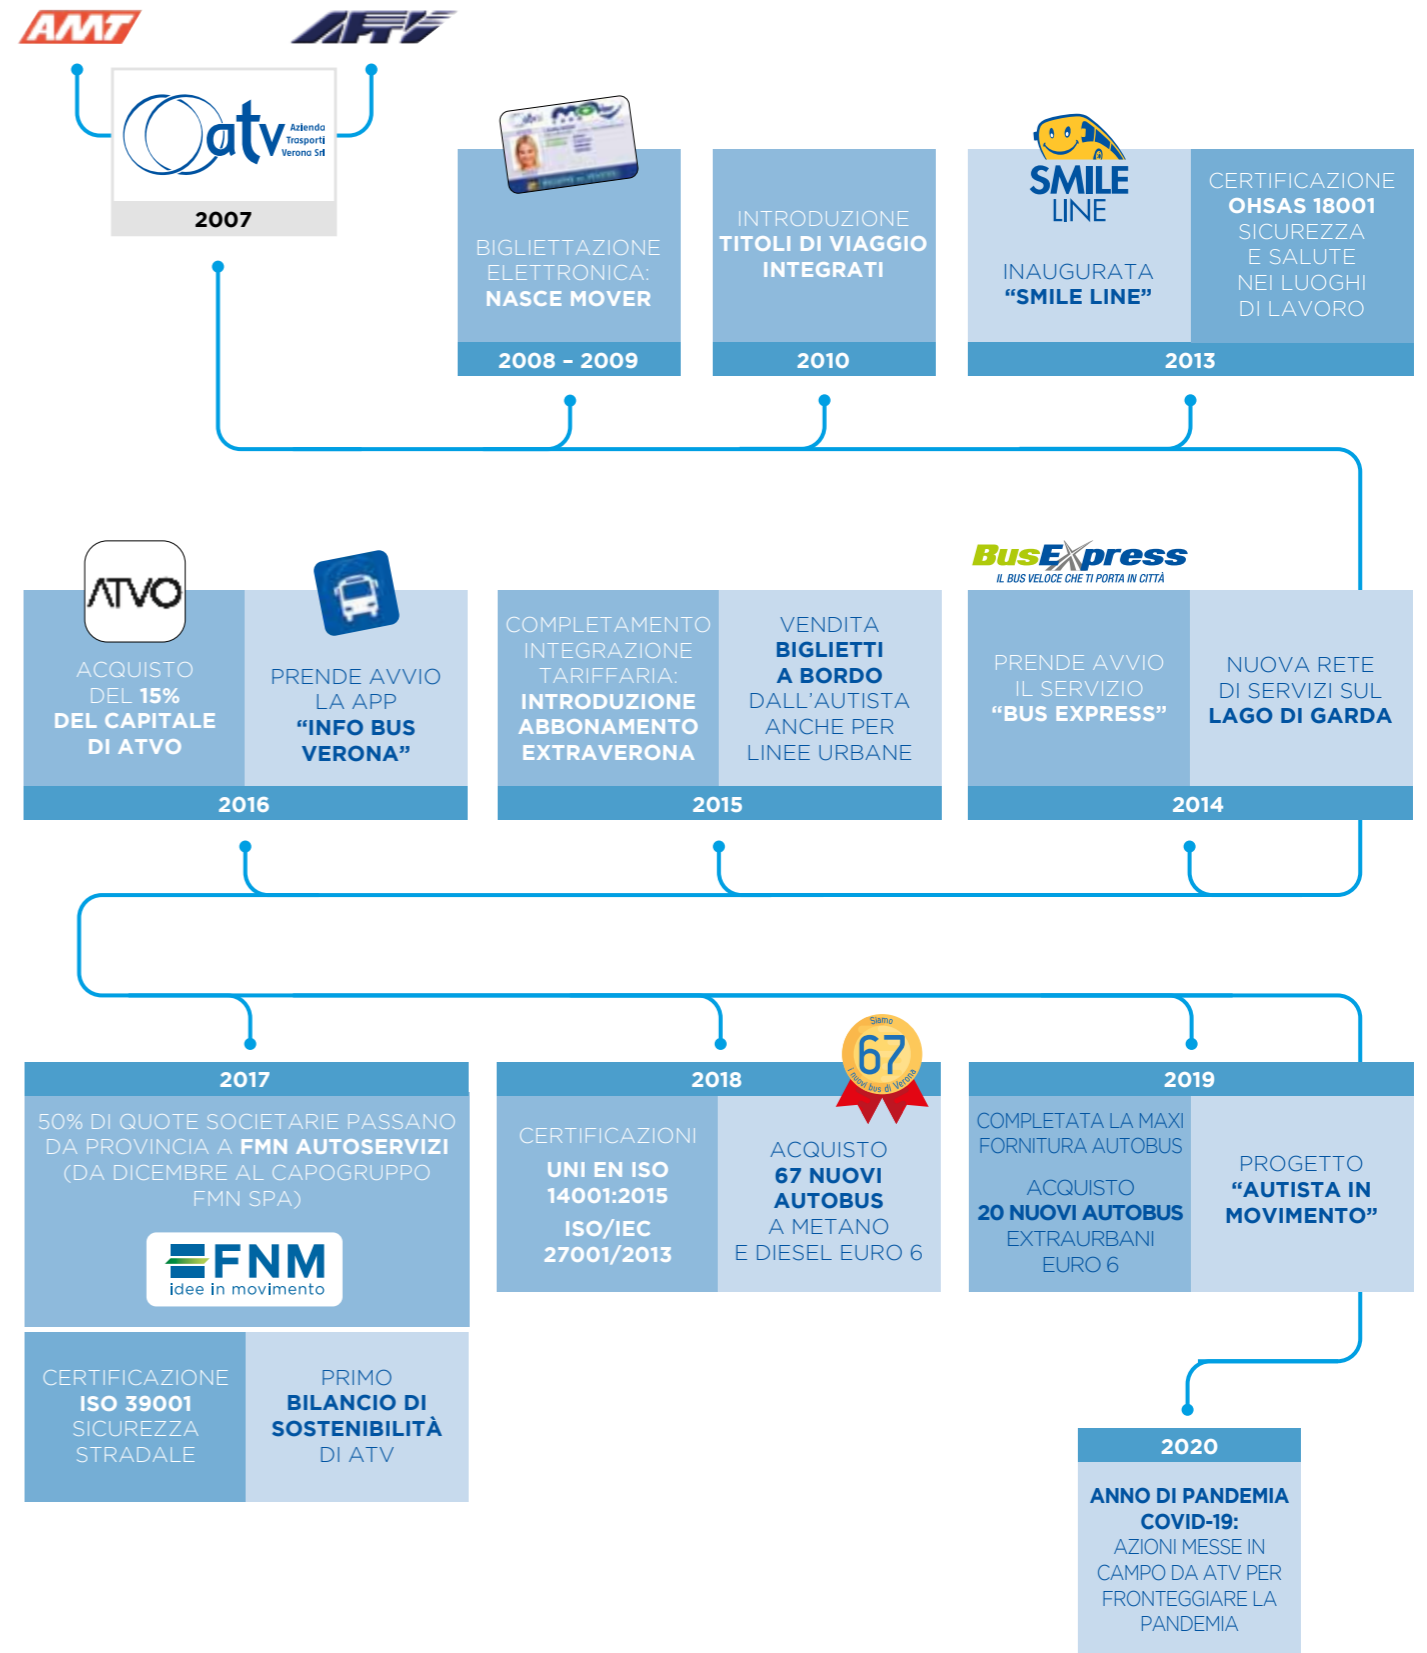 AMT
APTV
atv Azienda
Trasporti
Verona Srl
2007
BIGLIETTAZIONE
ELETTRONICA:
NASCE MOVER
2008 – 2009
INTRODUZIONE
TITOLI DI VIAGGIO
INTEGRATI
2010
SMILE
LINE
INAUGURATA
“SMILE LINE”
CERTIFICAZIONE
OHSAS 18001
SICUREZZA
E SALUTE
NEI LUOGHI
DI LAVORO
2013
ATVO
ACQUISTO
DEL 15%
DEL CAPITALE
DI ATVO
PRENDE AVVIO
LA APP
“INFO BUS
VERONA”
2016
COMPLETAMENTO
INTEGRAZIONE
TARIFFARIA:
INTRODUZIONE
ABBONAMENTO
EXTRAVERONA
VENDITA
BIGLIETTI
A BORDO
DALL’AUTISTA
ANCHE PER
LINEE URBANE
2015
BusExpress
IL BUS VELOCE CHE TI PORTA IN CITTÀ
PRENDE AVVIO
IL SERVIZIO
“BUS EXPRESS”
NUOVA RETE
DI SERVIZI SUL
LAGO DI GARDA
2014
2017
50% DI QUOTE SOCIETARIE PASSANO
DA PROVINCIA A FMN AUTOSERVIZI
(DA DICEMBRE AL CAPOGRUPPO
FMN SPA)
FNM
idee in movimento
CERTIFICAZIONE
ISO 39001
SICUREZZA
STRADALE
PRIMO
BILANCIO DI
SOSTENIBILITÀ
DI ATV
2018
Siamo
67
i nuovi bus di Verona
CERTIFICAZIONI
UNI EN ISO
14001:2015
ISO/IEC
27001/2013
ACQUISTO
67 NUOVI
AUTOBUS
A METANO
E DIESEL EURO 6
2019
COMPLETATA LA MAXI
FORNITURA AUTOBUS
ACQUISTO
20 NUOVI AUTOBUS
EXTRAURBANI
EURO 6
PROGETTO
“AUTISTA IN
MOVIMENTO”
2020
ANNO DI PANDEMIA
COVID-19:
AZIONI MESSE IN
CAMPO DA ATV PER
FRONTEGGIARE LA
PANDEMIA